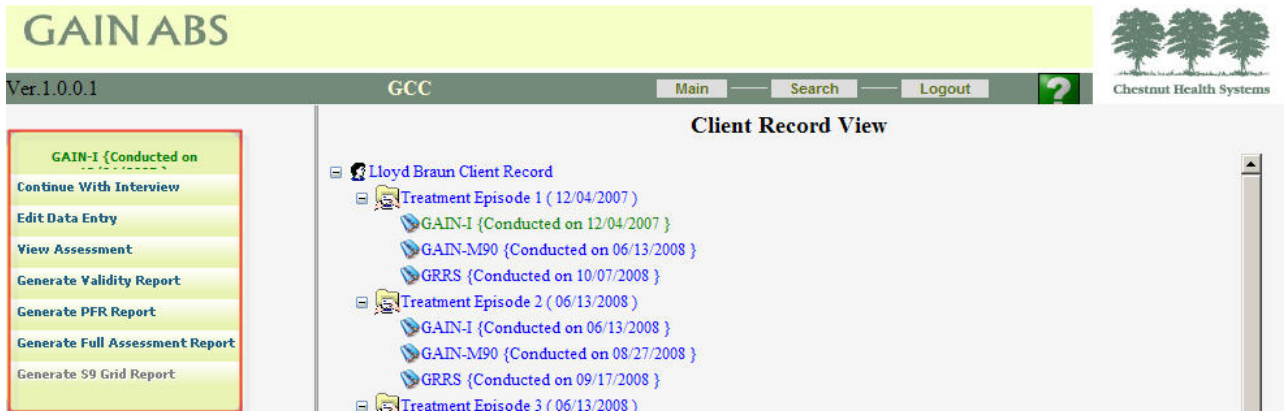 GAIN ABS
Chestnut Health Systems
Ver.1.0.0.1 GCC Main Search Logout ?
Client Record View
GAIN-I {Conducted on
Continue With Interview
Edit Data Entry
View Assessment
Generate Validity Report
Generate PFR Report
Generate Full Assessment Report
Generate S9 Grid Report
Lloyd Braun Client Record
Treatment Episode 1 ( 12/04/2007 )
GAIN-I {Conducted on 12/04/2007 }
GAIN-M90 {Conducted on 06/13/2008 }
GRRS {Conducted on 10/07/2008 }
Treatment Episode 2 ( 06/13/2008 )
GAIN-I {Conducted on 06/13/2008 }
GAIN-M90 {Conducted on 08/27/2008 }
GRRS {Conducted on 09/17/2008 }
Treatment Episode 3 ( 06/13/2008 )